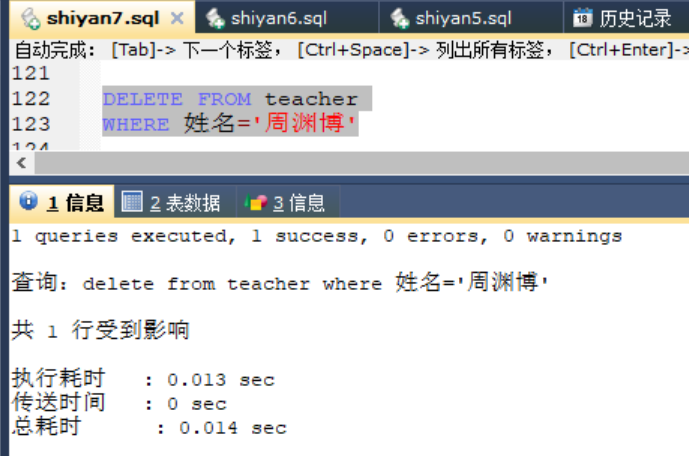 shiyan7.sql × shiyan6.sql shiyan5.sql 18 历史记录
自动完成: [Tab]-> 下一个标签, [Ctrl+Space]-> 列出所有标签, [Ctrl+Enter]->
121
122 DELETE FROM teacher
123 WHERE 姓名='周渊博'
124
1 信息 2 表数据 3 信息
1 queries executed, 1 success, 0 errors, 0 warnings
查询: delete from teacher where 姓名='周渊博'
共 1 行受到影响
执行耗时 : 0.013 sec
传送时间 : 0 sec
总耗时 : 0.014 sec